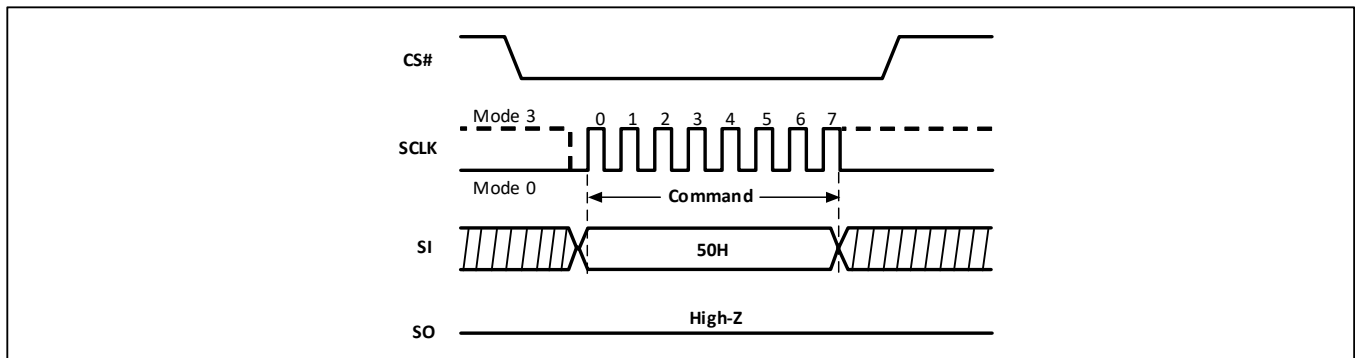 CS#
Mode 3
0 1 2 3 4 5 6 7
SCLK
Mode 0
Command
SI
50H
High-Z
SO